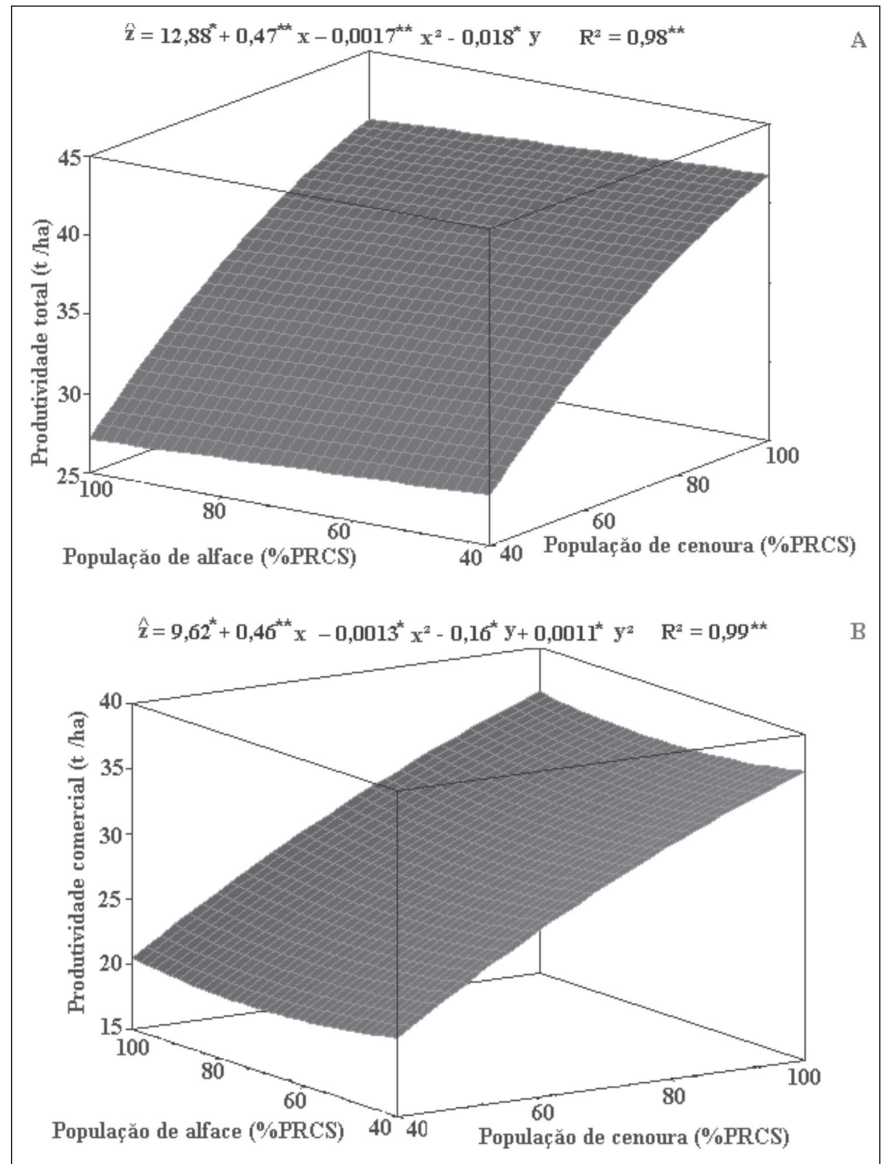 ẑ = 12,88* + 0,47** x – 0,0017** x² - 0,018* y R² = 0,98**
A
Produtividade total (t /ha)
45
40
35
30
25
100
80
60
40
População de alface (%PRCS)
40
60
80
100
População de cenoura (%PRCS)
ẑ = 9,62* + 0,46** x – 0,0013* x² - 0,16* y + 0,0011* y² R² = 0,99**
B
Produtividade comercial (t /ha)
40
35
30
25
20
15
100
80
60
40
População de alface (%PRCS)
40
60
80
100
População de cenoura (%PRCS)